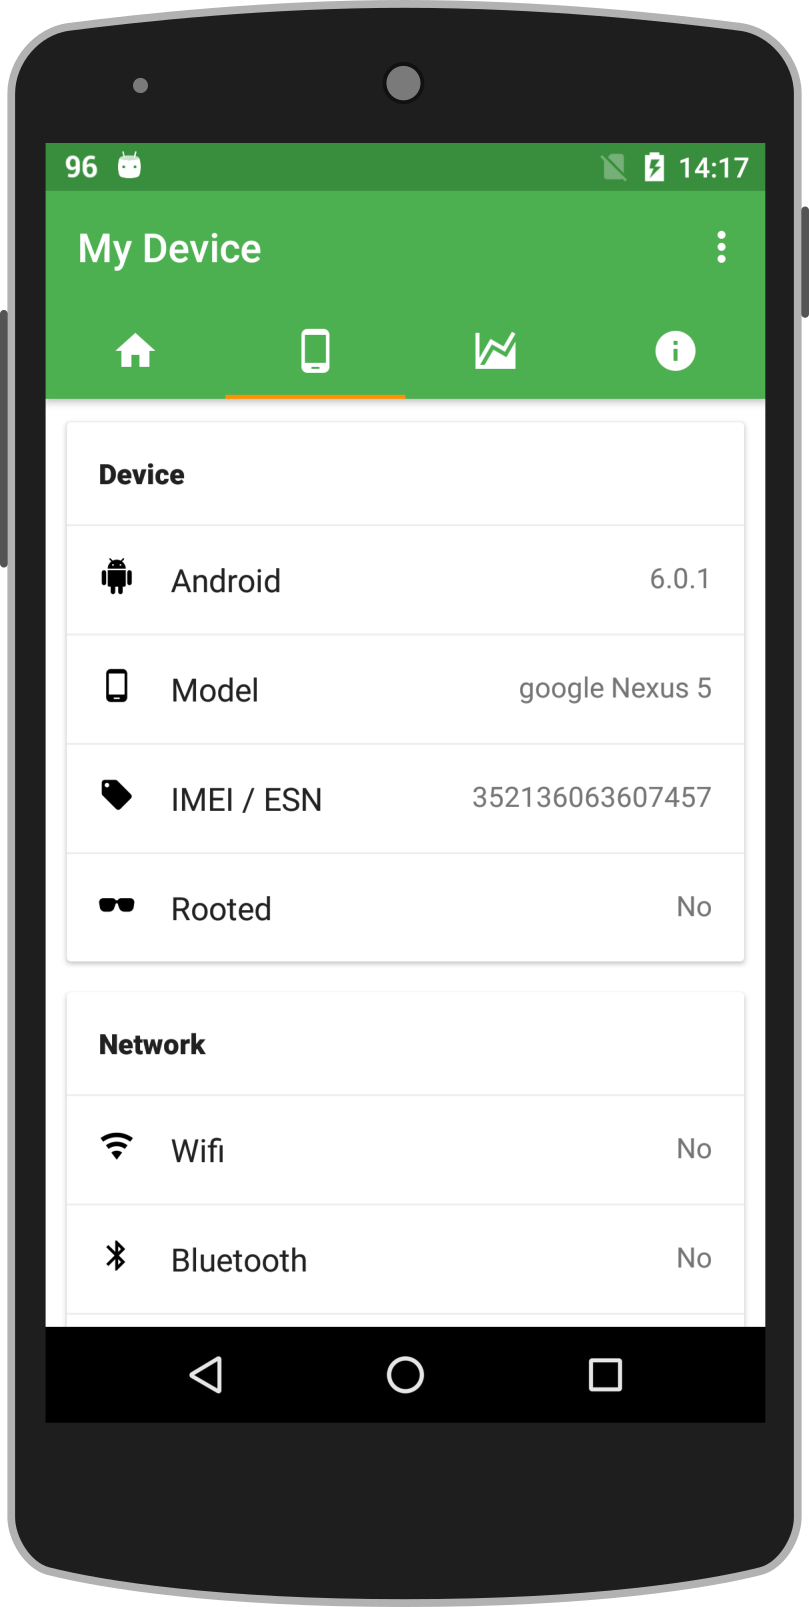 96 14:17
My Device
Device
Android 6.0.1
Model google Nexus 5
IMEI / ESN 352136063607457
Rooted No
Network
Wifi No
Bluetooth No